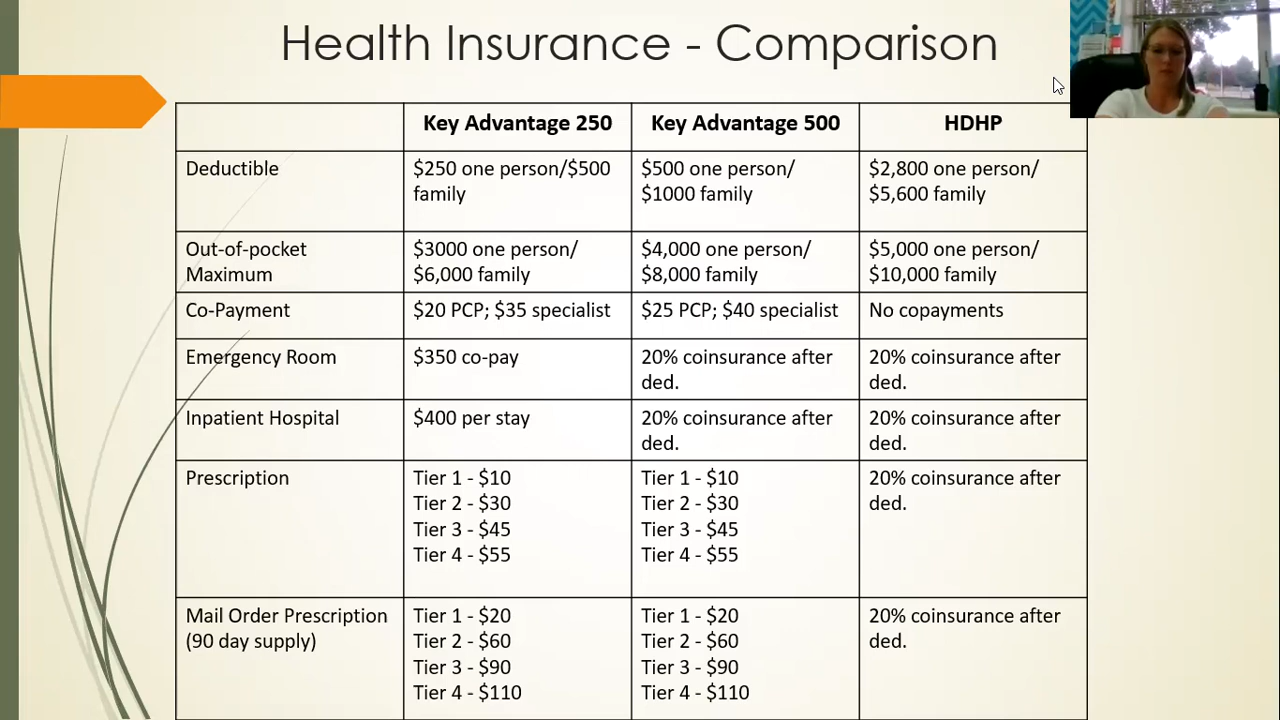 Health Insurance - Comparison
Key Advantage 250
Key Advantage 500
HDHP
Deductible
$250 one person/$500
family
$500 one person/
$1000 family
$2,800 one person/
$5,600 family
Out-of-pocket
Maximum
$3000 one person/
$6,000 family
$4,000 one person/
$8,000 family
$5,000 one person/
$10,000 family
Co-Payment
$20 PCP; $35 specialist
$25 PCP; $40 specialist
No copayments
Emergency Room
$350 co-pay
20% coinsurance after
ded.
20% coinsurance after
ded.
Inpatient Hospital
$400 per stay
20% coinsurance after
ded.
20% coinsurance after
ded.
Prescription
Tier 1 - $10
Tier 2 - $30
Tier 3 - $45
Tier 4 - $55
Tier 1 - $10
Tier 2 - $30
Tier 3 - $45
Tier 4 - $55
20% coinsurance after
ded.
Mail Order Prescription
(90 day supply)
Tier 1 - $20
Tier 2 - $60
Tier 3 - $90
Tier 4 - $110
Tier 1 - $20
Tier 2 - $60
Tier 3 - $90
Tier 4 - $110
20% coinsurance after
ded.